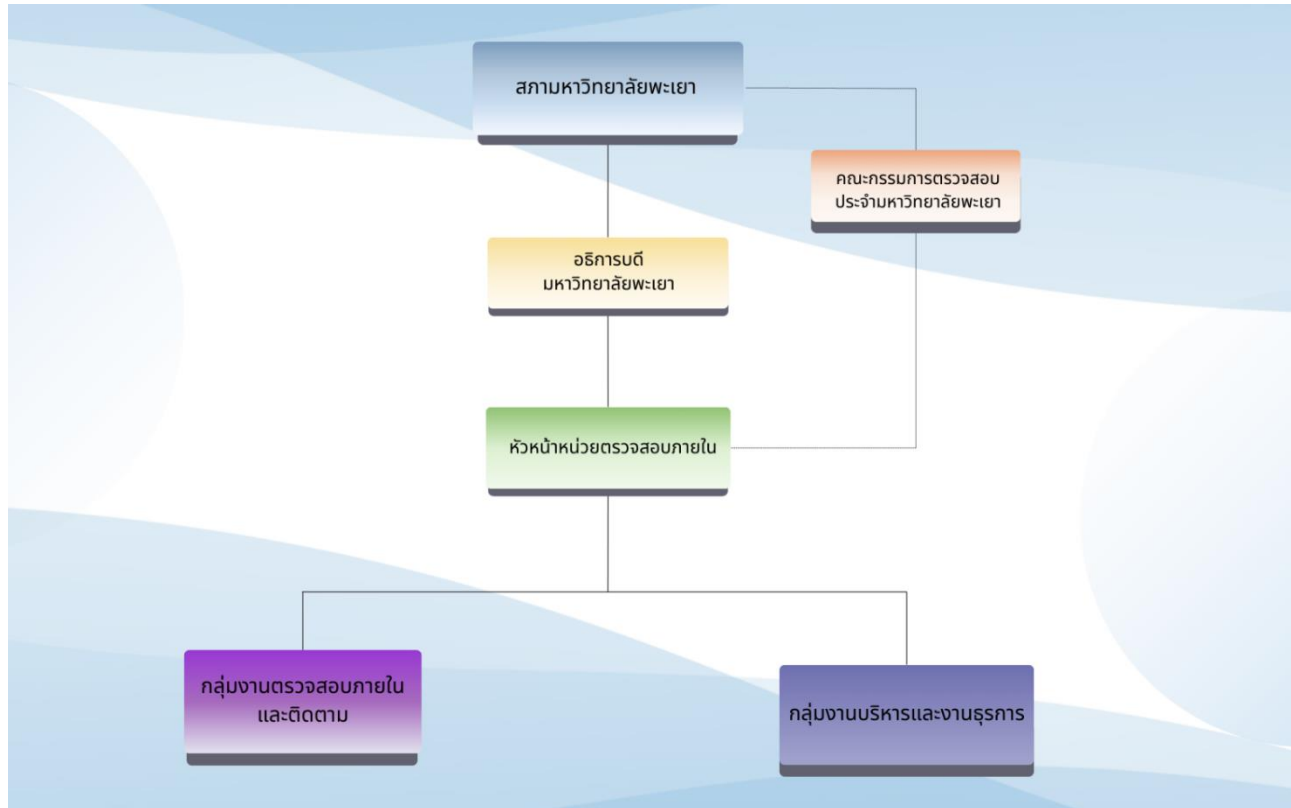 สภามหาวิทยาลัยพะเยา
คณะกรรมการตรวจสอบ
ประจำมหาวิทยาลัยพะเยา
อธิการบดี
มหาวิทยาลัยพะเยา
หัวหน้าหน่วยตรวจสอบภายใน
กลุ่มงานตรวจสอบภายใน
และติดตาม
กลุ่มงานบริหารและงานธุรการ